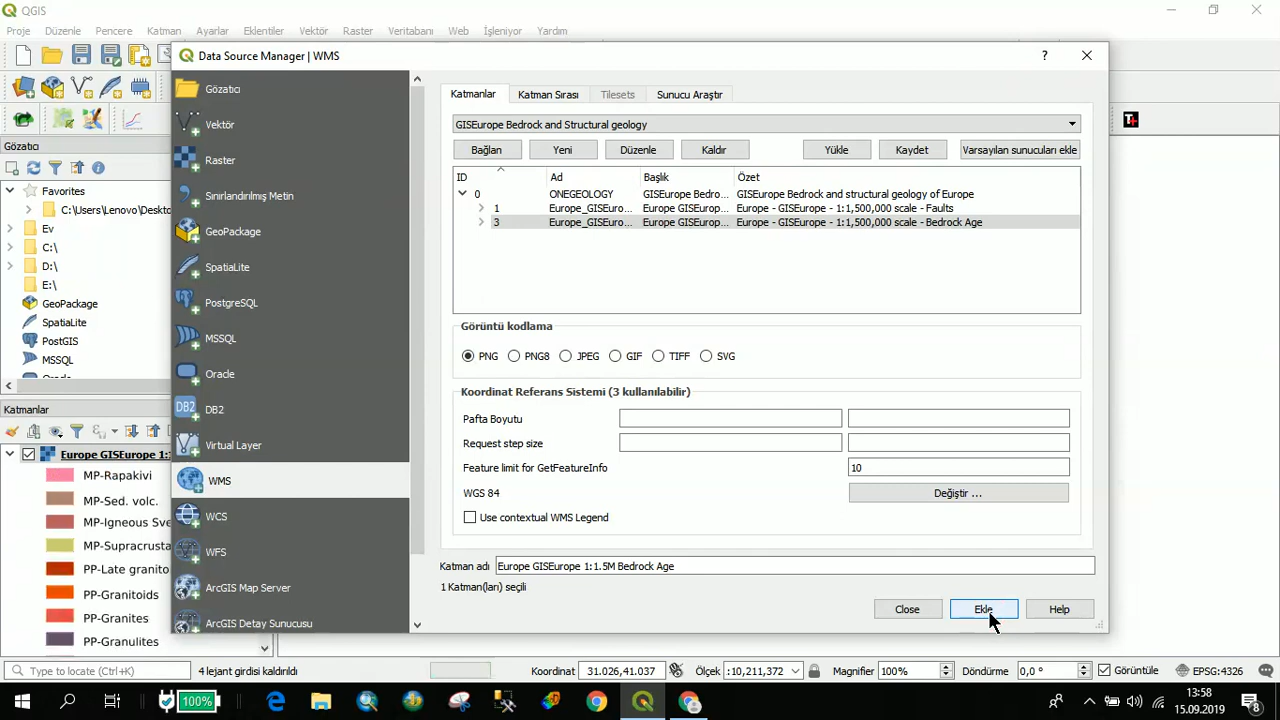 QGIS
Proje Düzenle Pencere Katman Ayarlar Eklentiler Vektör Raster Veritabanı Web İşleniyor Yardım
Data Source Manager | WMS
?
Gözatıcı
Favorites
C:\Users\Lenovo\Deskto
Ev
C:\
D:\
E:\
GeoPackage
SpatiaLite
PostGIS
MSSQL
Katmanlar
Europe GISEurope 1:1
MP-Rapakivi
MP-Sed. volc.
MP-Igneous Sve
MP-Supracrusta
PP-Late granito
PP-Granitoids
PP-Granites
PP-Granulites
Gözatıcı
Vektör
Raster
Sınırlandırılmış Metin
GeoPackage
SpatiaLite
PostgreSQL
MSSQL
Oracle
DB2
DB2
Virtual Layer
WMS
WCS
WFS
ArcGIS Map Server
ArcGIS Detay Sunucusu
Katmanlar Katman Sırası Tilesets Sunucu Araştır
GISEurope Bedrock and Structural geology
Bağlan Yeni Düzenle Kaldır Yükle Kaydet Varsayılan sunucuları ekle
ID Ad Başlık Özet
0 ONEGEOLOGY GISEurope Bedro... GISEurope Bedrock and structural geology of Europe
1 Europe_GISEuro... Europe GISEurop... Europe - GISEurope - 1:1,500,000 scale - Faults
3 Europe_GISEuro... Europe GISEurop... Europe - GISEurope - 1:1,500,000 scale - Bedrock Age
Görüntü kodlama
PNG PNG8 JPEG GIF TIFF SVG
Koordinat Referans Sistemi (3 kullanılabilir)
Pafta Boyutu
Request step size
Feature limit for GetFeatureInfo 10
WGS 84 Değiştir ...
Use contextual WMS Legend
Katman adı Europe GISEurope 1:1.5M Bedrock Age
1 Katman(ları) seçili
Close Ekle Help
Type to locate (Ctrl+K) 4 lejant girdisi kaldırıldı Koordinat 31.026,41.037 Ölçek :10,211,372 Magnifier 100% Döndürme 0,0 ° Görüntüle EPSG:4326
100%
13:58
15.09.2019
8